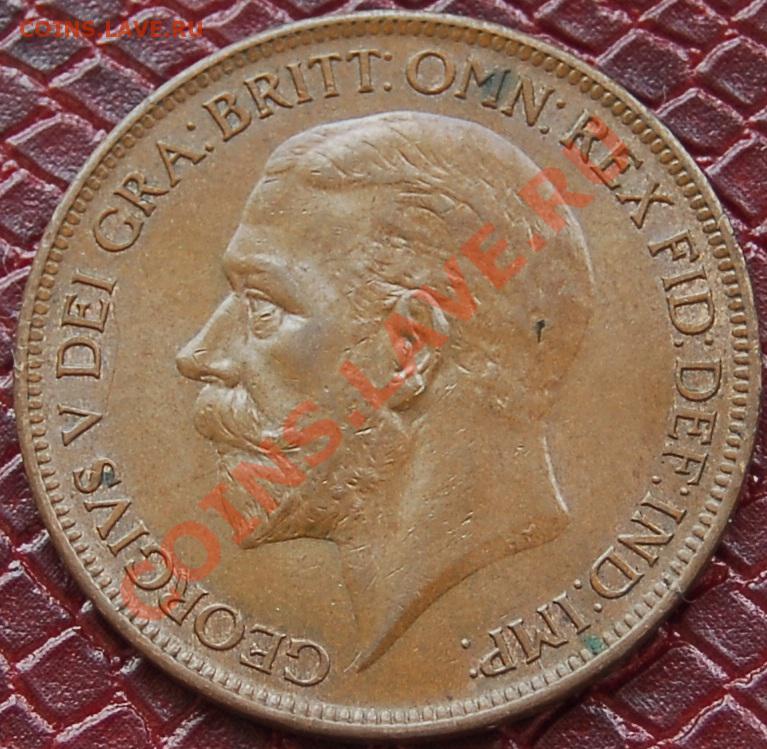 COINS.LAVE.RU
GEORGIVS V DEI GRA: BRITT: OMN: REX FID: DEF: IND: IMP:
COINS.LAVE.RU